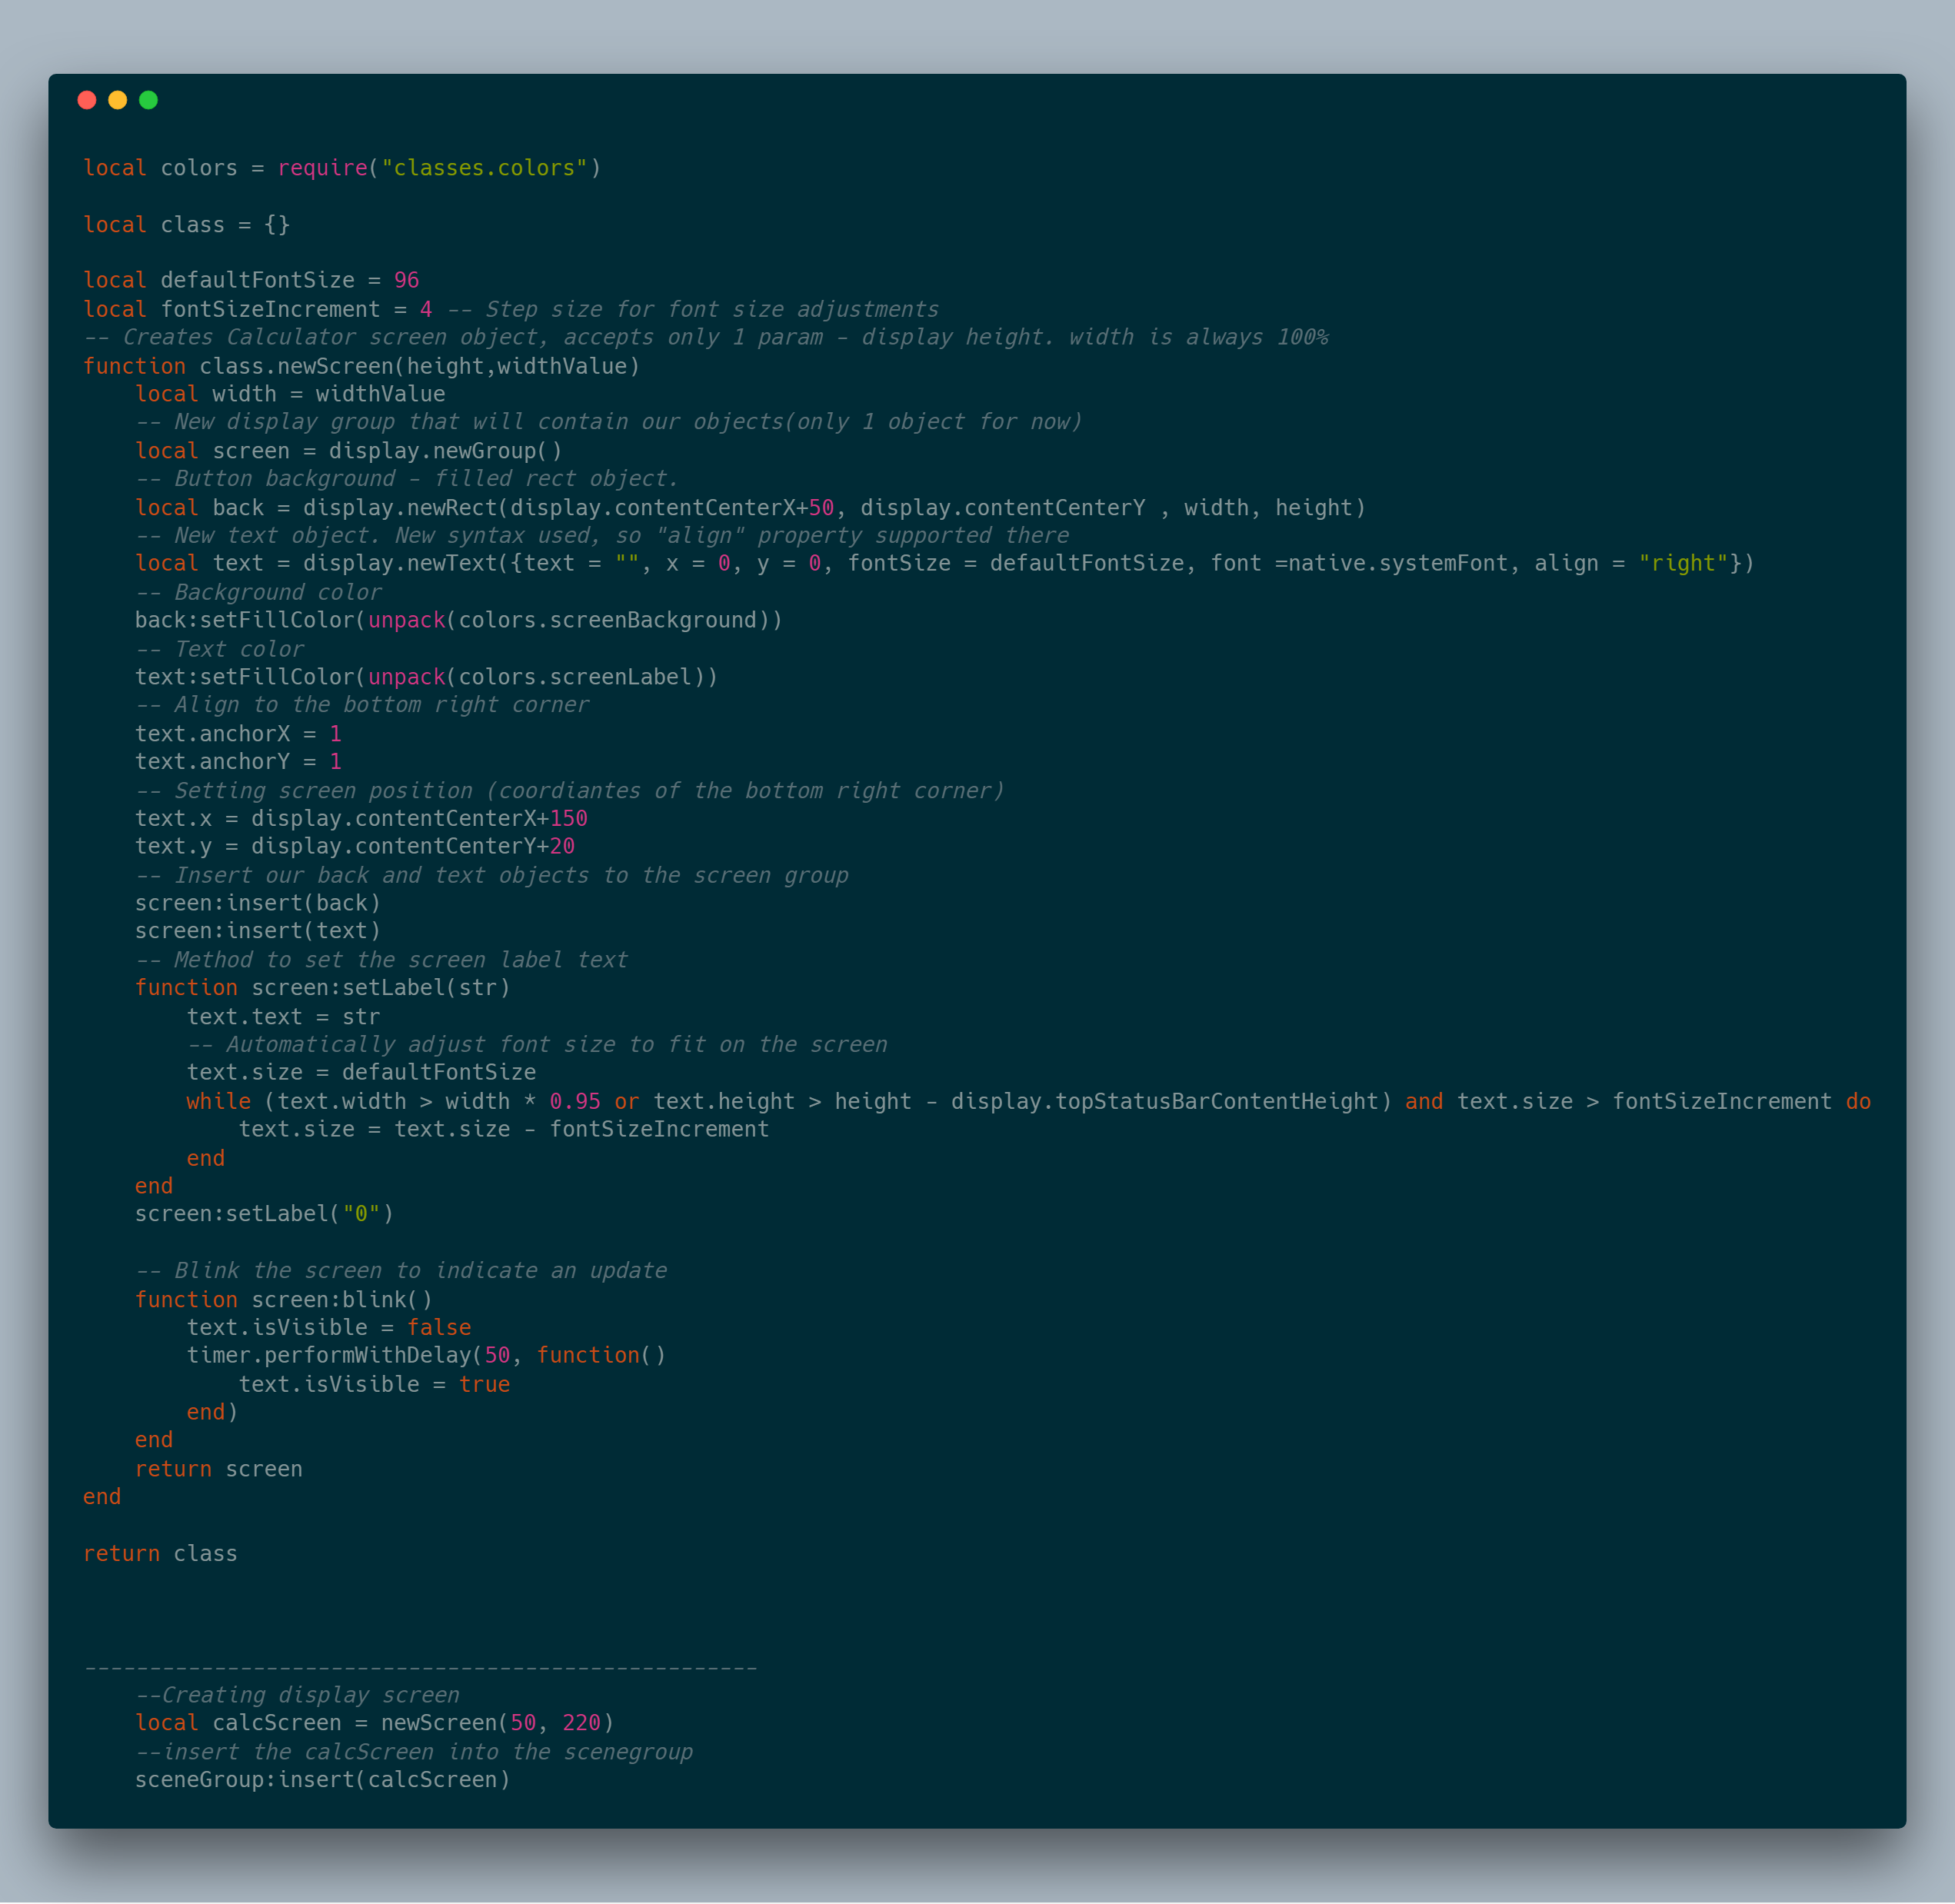 local colors = require("classes.colors")

local class = {}

local defaultFontSize = 96
local fontSizeIncrement = 4 -- Step size for font size adjustments
-- Creates Calculator screen object, accepts only 1 param - display height. width is always 100%
function class.newScreen(height,widthValue)
    local width = widthValue
    -- New display group that will contain our objects(only 1 object for now)
    local screen = display.newGroup()
    -- Button background - filled rect object.
    local back = display.newRect(display.contentCenterX+50, display.contentCenterY , width, height)
    -- New text object. New syntax used, so "align" property supported there
    local text = display.newText({text = "", x = 0, y = 0, fontSize = defaultFontSize, font =native.systemFont, align = "right"})
    -- Background color
    back:setFillColor(unpack(colors.screenBackground))
    -- Text color
    text:setFillColor(unpack(colors.screenLabel))
    -- Align to the bottom right corner
    text.anchorX = 1
    text.anchorY = 1
    -- Setting screen position (coordiantes of the bottom right corner)
    text.x = display.contentCenterX+150
    text.y = display.contentCenterY+20
    -- Insert our back and text objects to the screen group
    screen:insert(back)
    screen:insert(text)
    -- Method to set the screen label text
    function screen:setLabel(str)
        text.text = str
        -- Automatically adjust font size to fit on the screen
        text.size = defaultFontSize
        while (text.width > width * 0.95 or text.height > height - display.topStatusBarContentHeight) and text.size > fontSizeIncrement do
            text.size = text.size - fontSizeIncrement
        end
    end
    screen:setLabel("0")

    -- Blink the screen to indicate an update
    function screen:blink()
        text.isVisible = false
        timer.performWithDelay(50, function()
            text.isVisible = true
        end)
    end
    return screen
end

return class

----------------------------------------------------
    --Creating display screen
    local calcScreen = newScreen(50, 220)
    --insert the calcScreen into the scenegroup
    sceneGroup:insert(calcScreen)